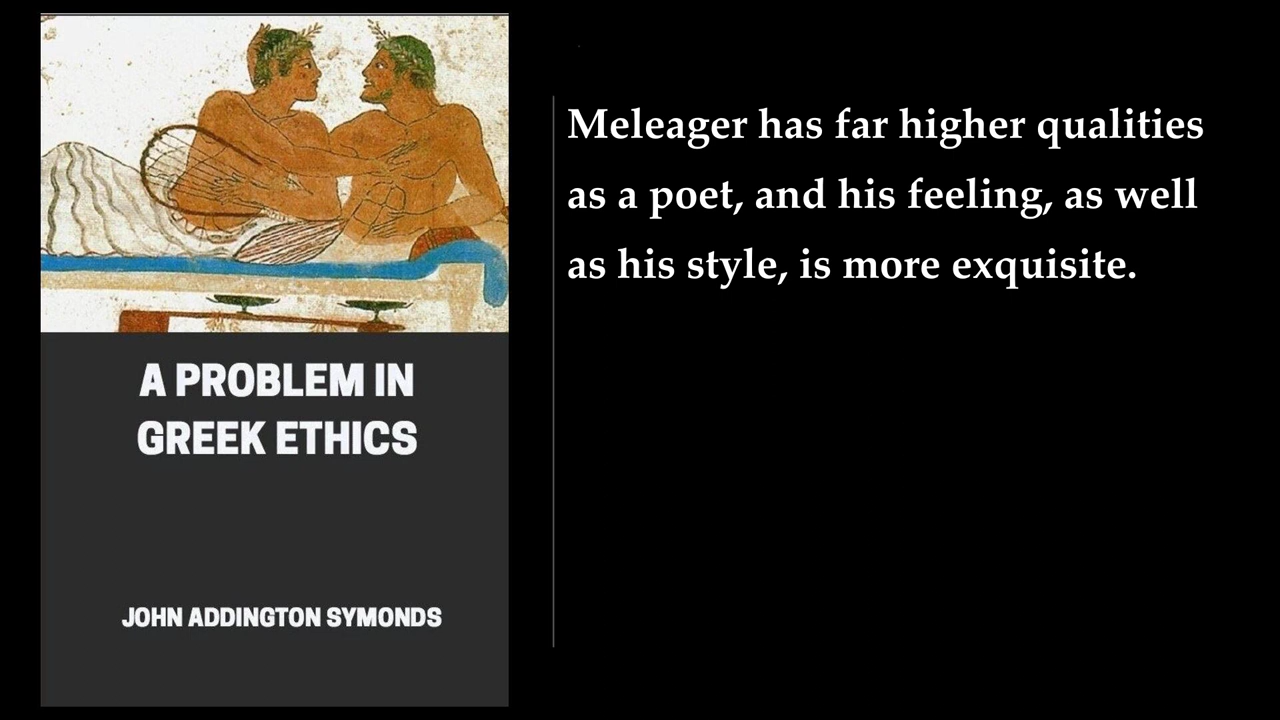 A PROBLEM IN
GREEK ETHICS
JOHN ADDINGTON SYMONDS
Meleager has far higher qualities
as a poet, and his feeling, as well
as his style, is more exquisite.